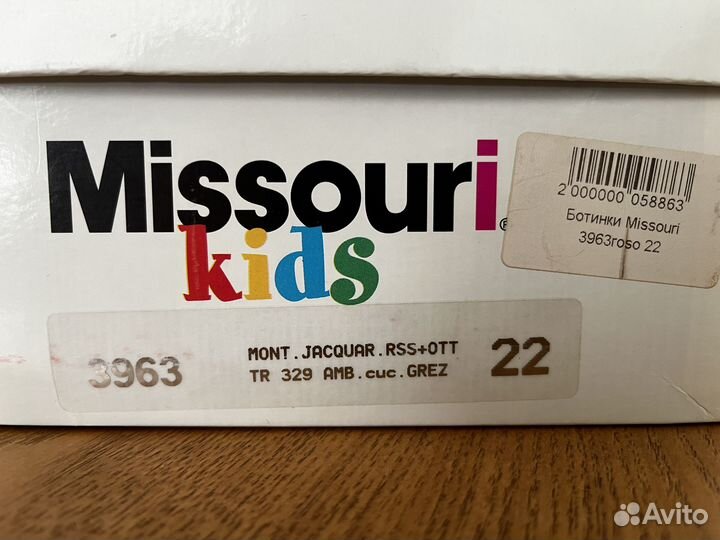 Missouri®
kids
3963
MONT.JACQUAR.RSS+OTT
TR 329 AMB.cuc.GREZ
22
2 000000 058863
Ботинки Missouri
3963roso 22
Avito